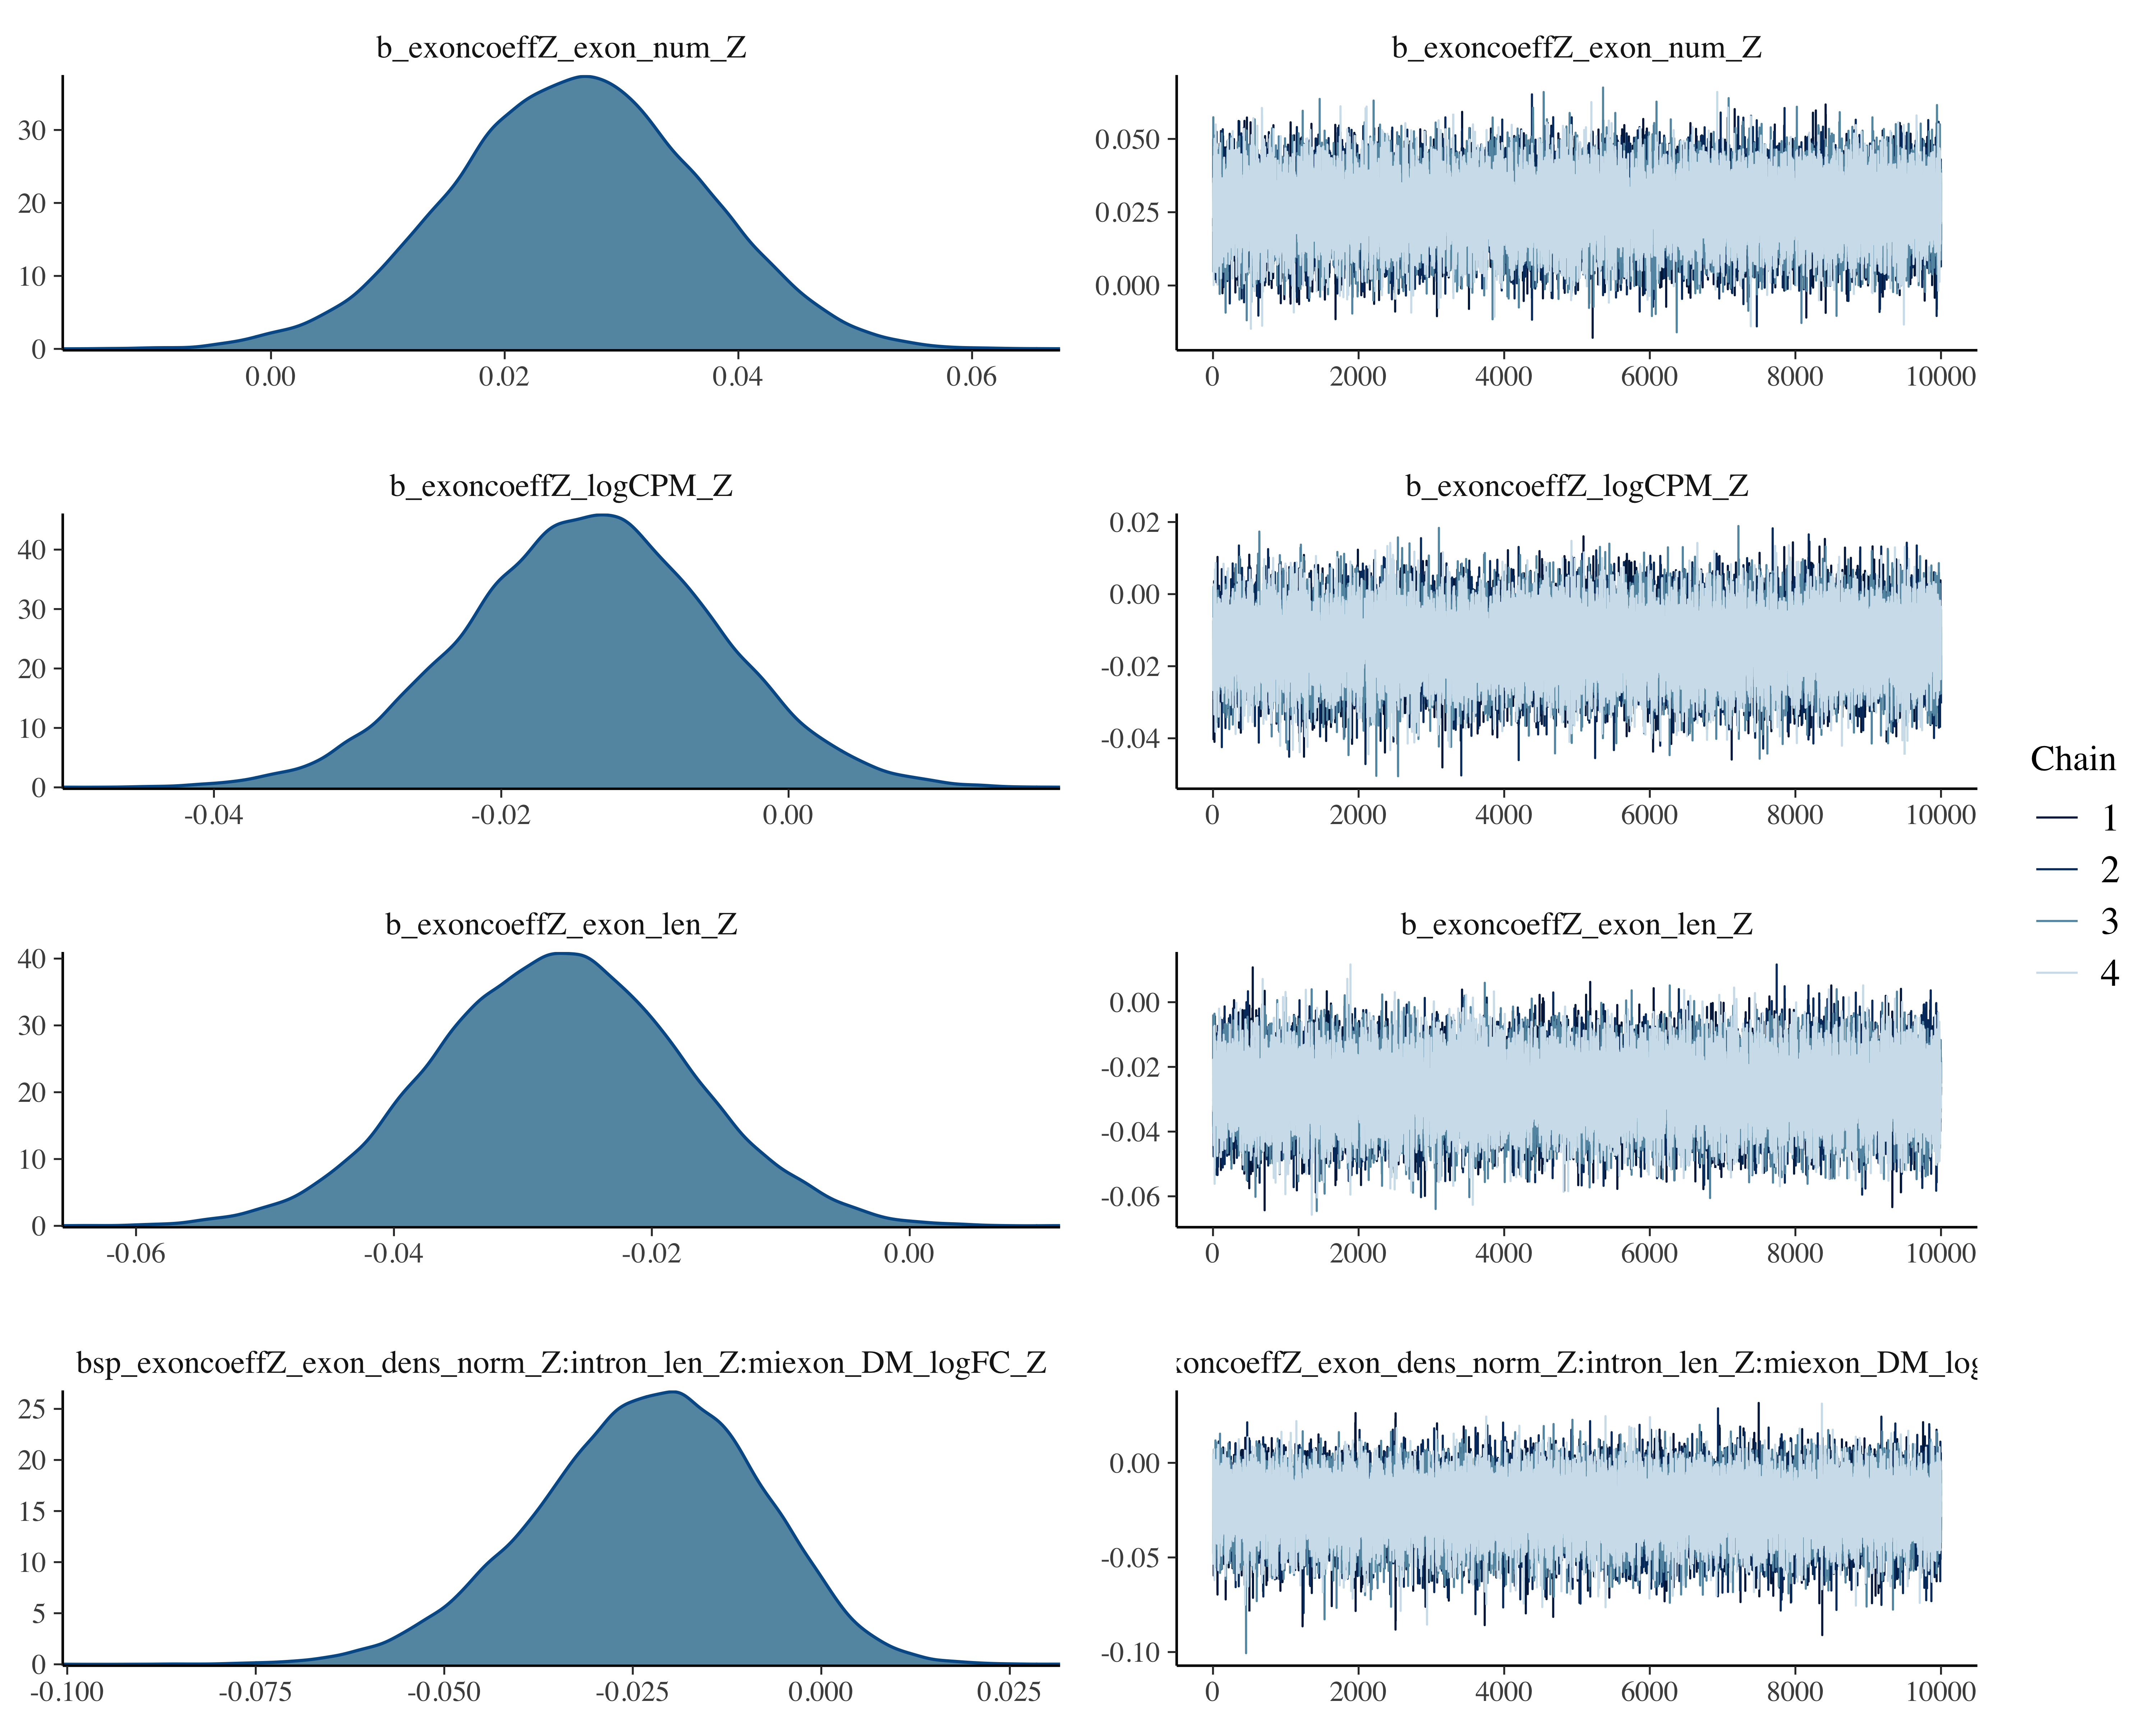 b_exoncoeffZ_exon_num_Z
30
20
10
0
0.00 0.02 0.04 0.06
b_exoncoeffZ_exon_num_Z
0.050
0.025
0.000
0 2000 4000 6000 8000 10000
b_exoncoeffZ_logCPM_Z
40
30
20
10
0
-0.04 -0.02 0.00
b_exoncoeffZ_logCPM_Z
0.02
0.00
-0.02
-0.04
0 2000 4000 6000 8000 10000
b_exoncoeffZ_exon_len_Z
40
30
20
10
0
-0.06 -0.04 -0.02 0.00
b_exoncoeffZ_exon_len_Z
0.00
-0.02
-0.04
-0.06
0 2000 4000 6000 8000 10000
bsp_exoncoeffZ_exon_dens_norm_Z:intron_len_Z:miexon_DM_logFC_Z
25
20
15
10
5
0
-0.100 -0.075 -0.050 -0.025 0.000 0.025
xoncoeffZ_exon_dens_norm_Z:intron_len_Z:miexon_DM_log
0.00
-0.05
-0.10
0 2000 4000 6000 8000 10000
Chain
1
2
3
4